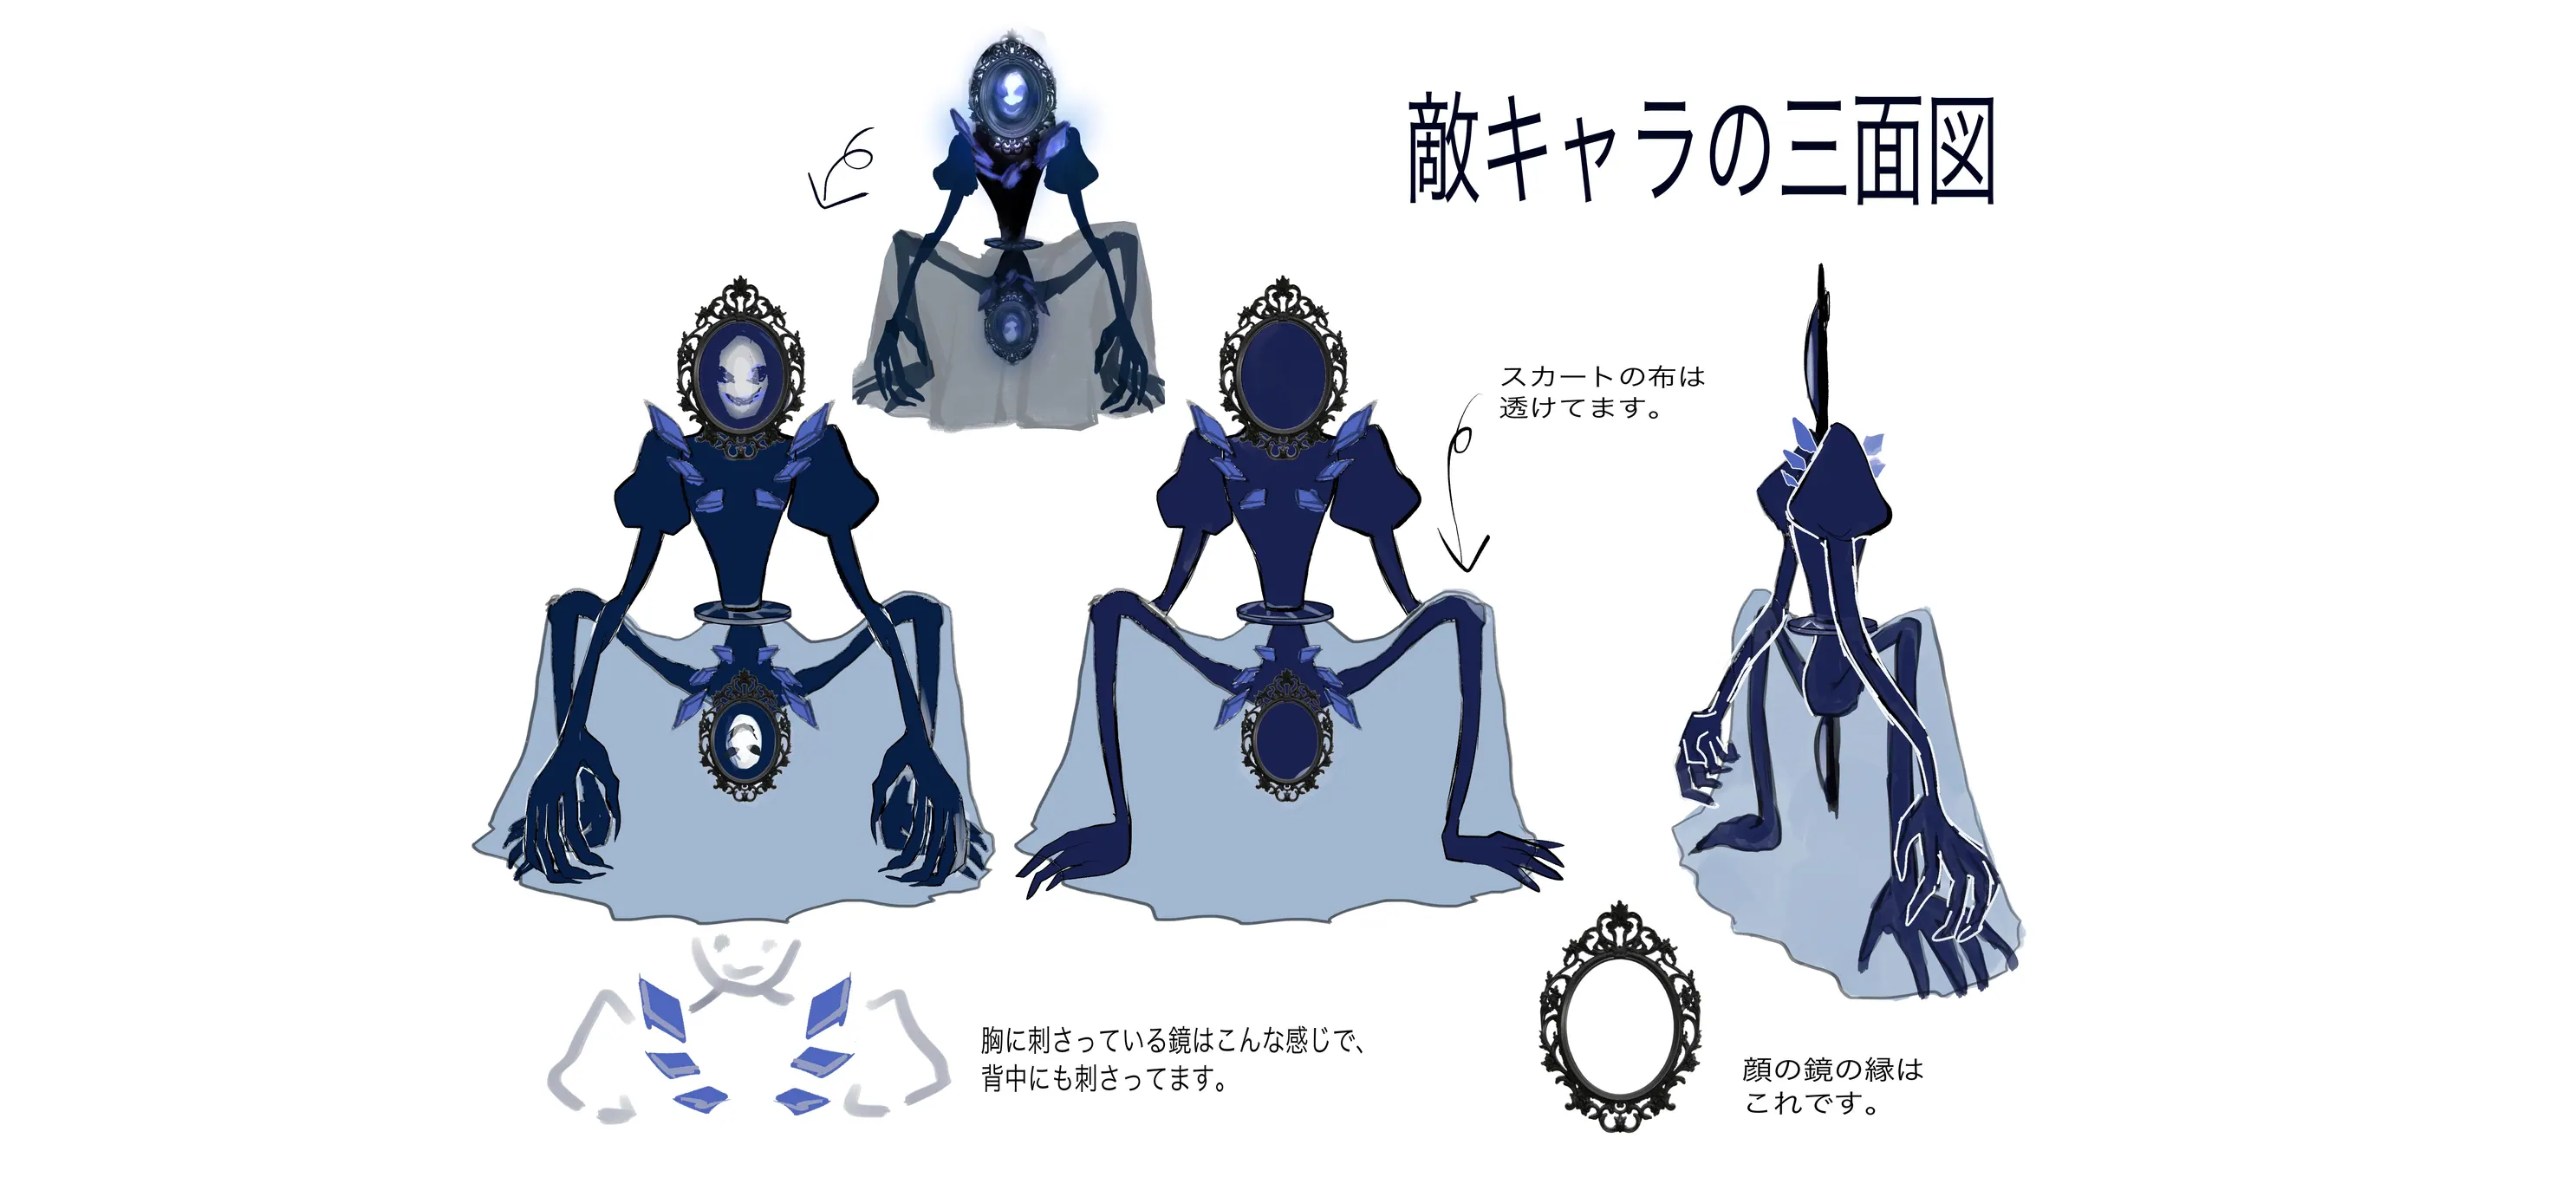 敵キャラの三面図
スカートの布は
透けてます。
胸に刺さっている鏡はこんな感じで、
背中にも刺さってます。
顔の鏡の縁は
これです。